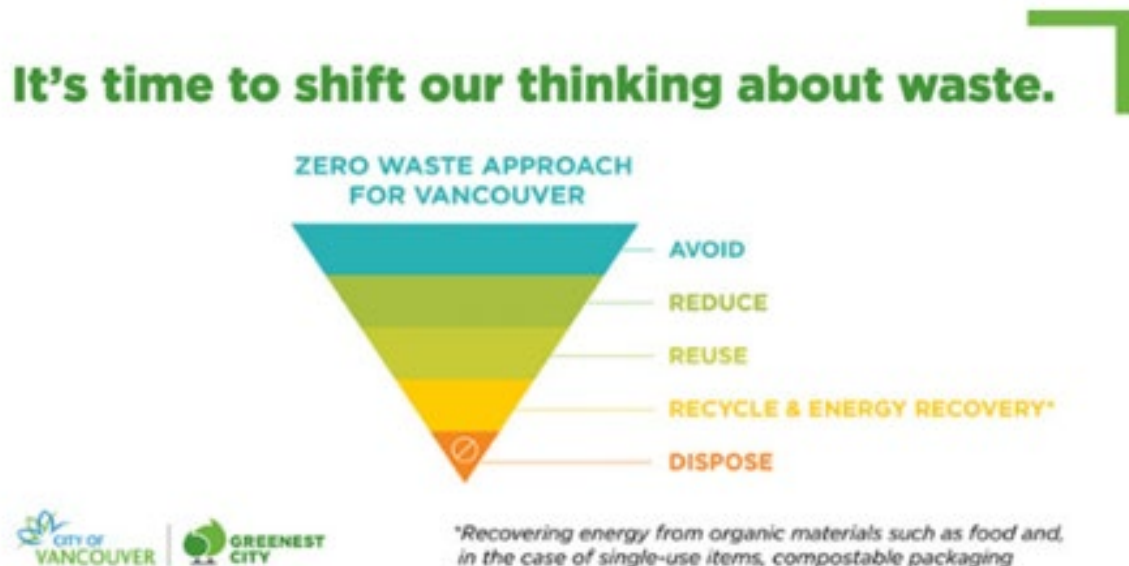 It's time to shift our thinking about waste.
ZERO WASTE APPROACH
FOR VANCOUVER
AVOID
REDUCE
REUSE
RECYCLE & ENERGY RECOVERY*
DISPOSE
CITY OF
VANCOUVER
GREENEST
CITY
*Recovering energy from organic materials such as food and,
in the case of single-use items, compostable packaging